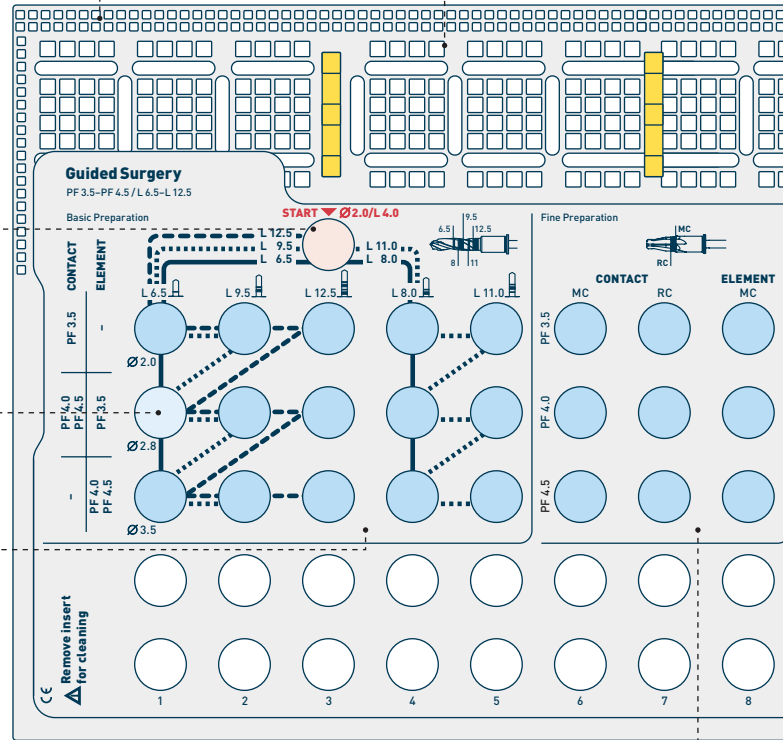 Guided Surgery
PF 3.5–PF 4.5 / L 6.5–L 12.5
Basic Preparation
START Ø2.0/L 4.0
L 12.5
L 9.5
L 6.5
L 11.0
L 8.0
9.5
6.5 12.5
8 11
Fine Preparation
MC
RC
CONTACT
ELEMENT
CONTACT ELEMENT
L 6.5 L 9.5 L 12.5 L 8.0 L 11.0 MC RC MC
PF 3.5
–
PF 3.5
Ø 2.0
PF 4.0
PF 4.5
PF 3.5
PF 4.0
Ø 2.8
–
PF 4.0
PF 4.5
PF 4.5
Ø 3.5
Remove insert
for cleaning
CE
1 2 3 4 5 6 7 8